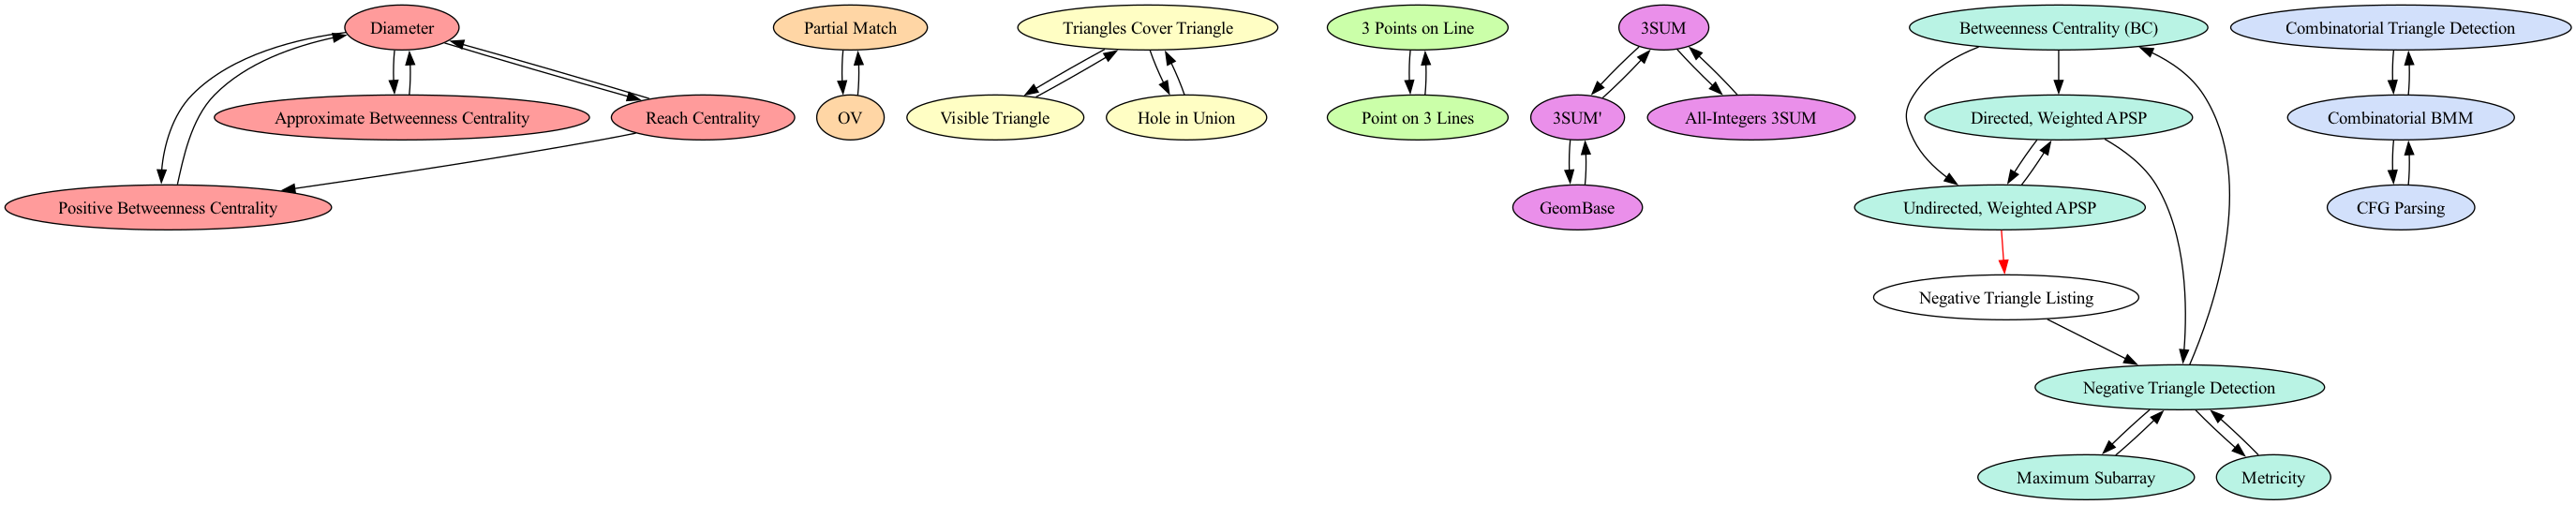 Diameter
Partial Match
Triangles Cover Triangle
3 Points on Line
3SUM
Betweenness Centrality (BC)
Combinatorial Triangle Detection
Approximate Betweenness Centrality
Reach Centrality
OV
Visible Triangle
Hole in Union
Point on 3 Lines
3SUM'
All-Integers 3SUM
Directed, Weighted APSP
Combinatorial BMM
Positive Betweenness Centrality
GeomBase
Undirected, Weighted APSP
CFG Parsing
Negative Triangle Listing
Negative Triangle Detection
Maximum Subarray
Metricity